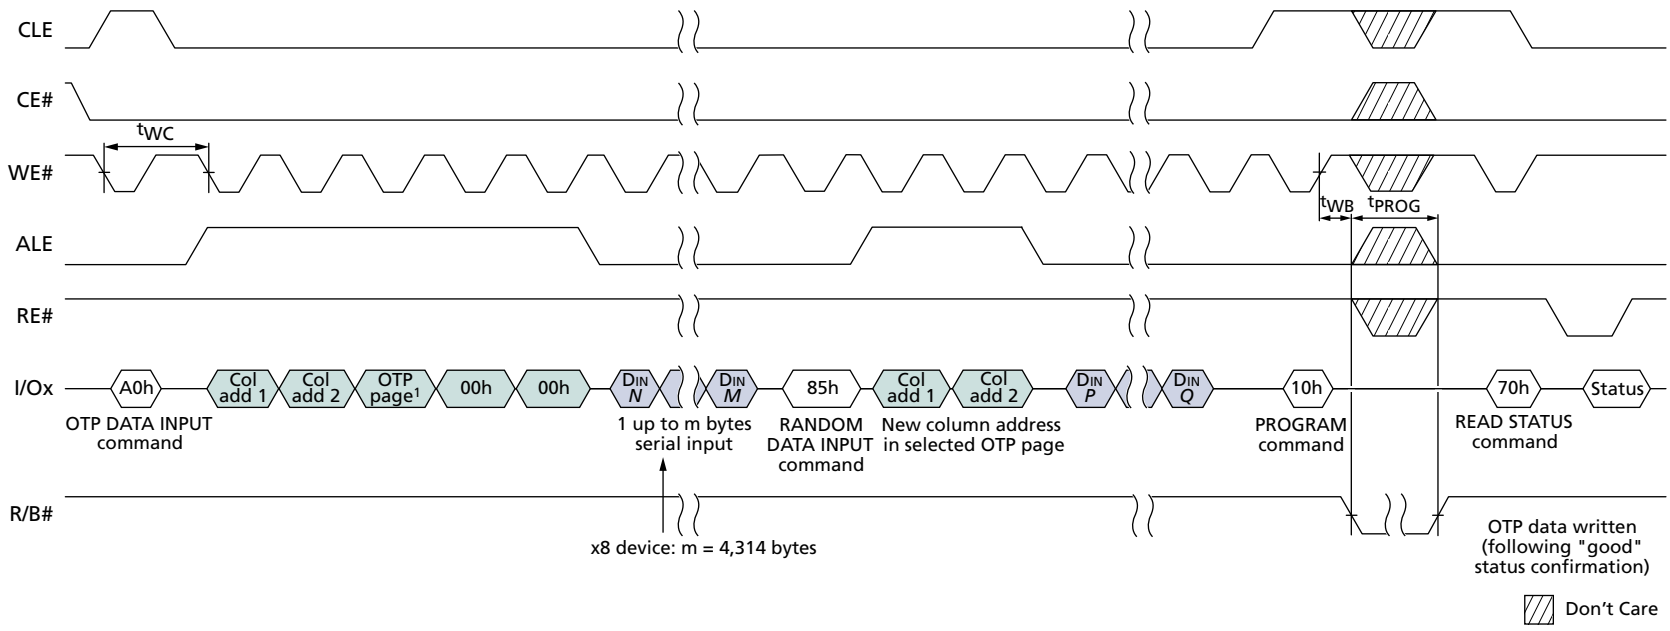 CLE
CE#
tWC
WE#
tWB tPROG
ALE
RE#
I/Ox A0h Col add 1 Col add 2 OTP page1 00h 00h DIN N DIN M 85h Col add 1 Col add 2 DIN P DIN Q 10h 70h Status
OTP DATA INPUT
command
1 up to m bytes
serial input
RANDOM
DATA INPUT
command
New column address
in selected OTP page
PROGRAM
command
READ STATUS
command
R/B#
x8 device: m = 4,314 bytes
OTP data written
(following "good"
status confirmation)
Don't Care